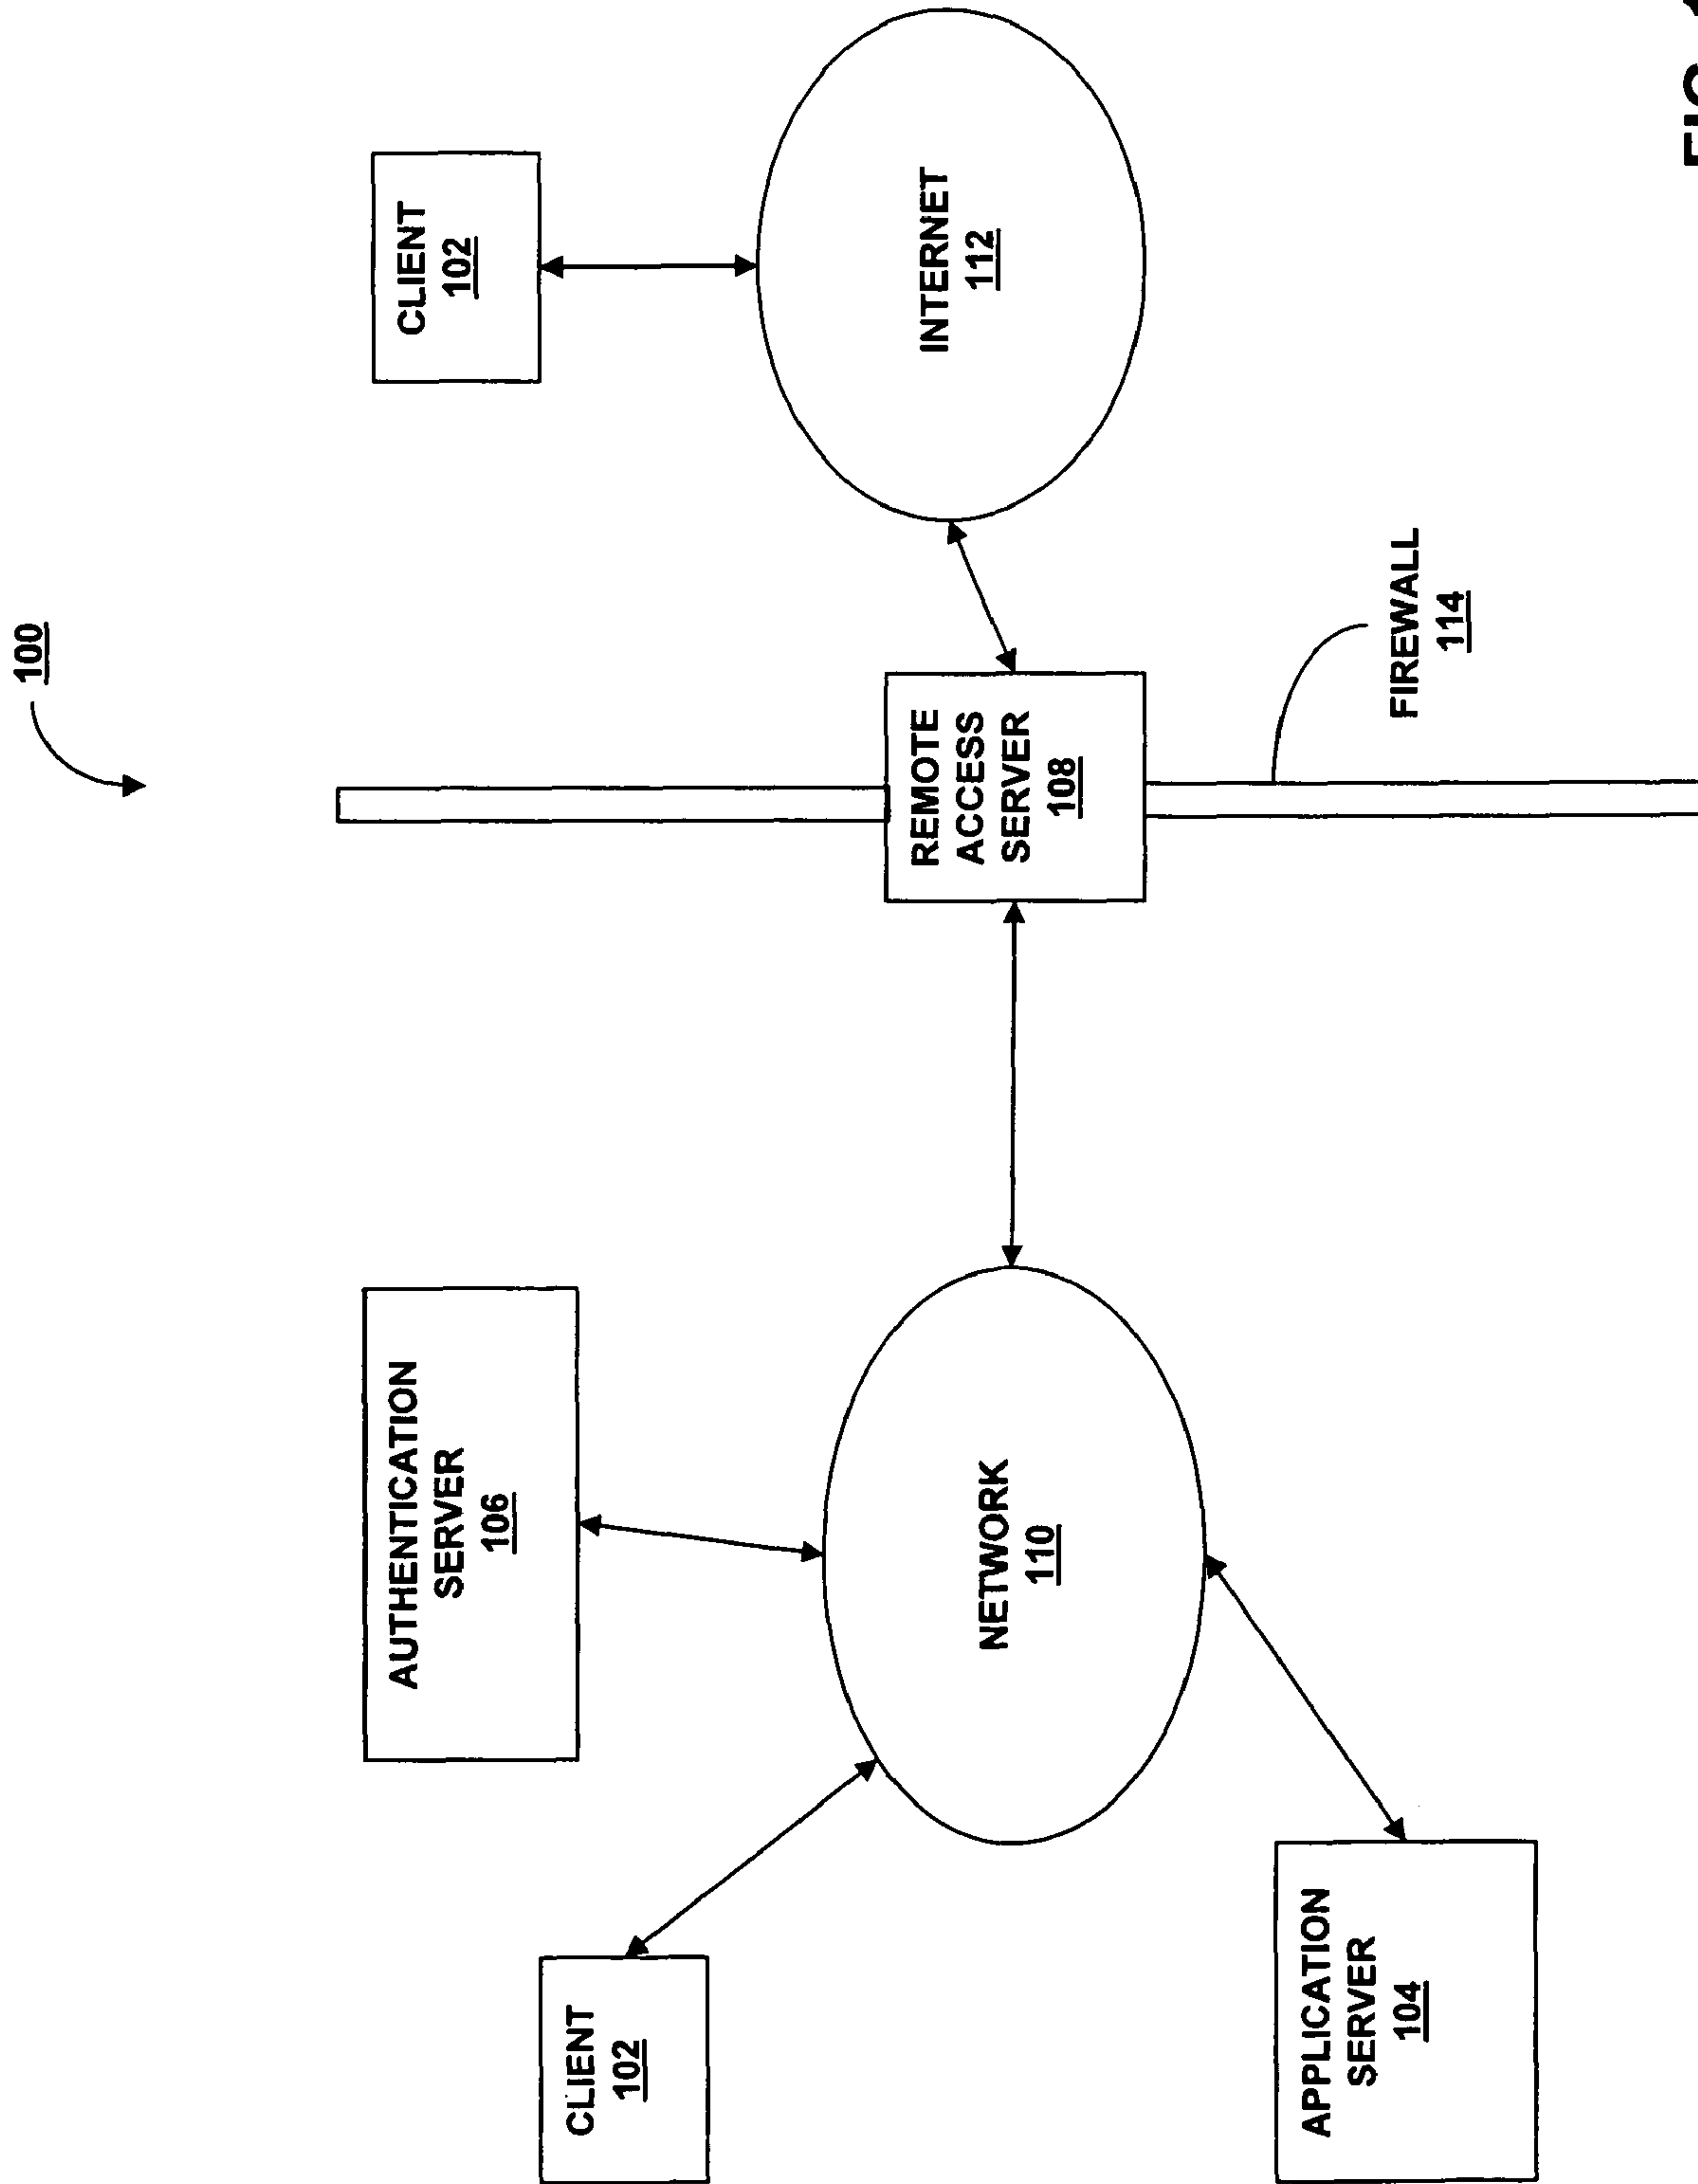 100
AUTHENTICATION
SERVER
106
CLIENT
102
CLIENT
102
REMOTE
ACCESS
SERVER
108
INTERNET
112
NETWORK
110
APPLICATION
SERVER
104
FIREWALL
114
FIG.